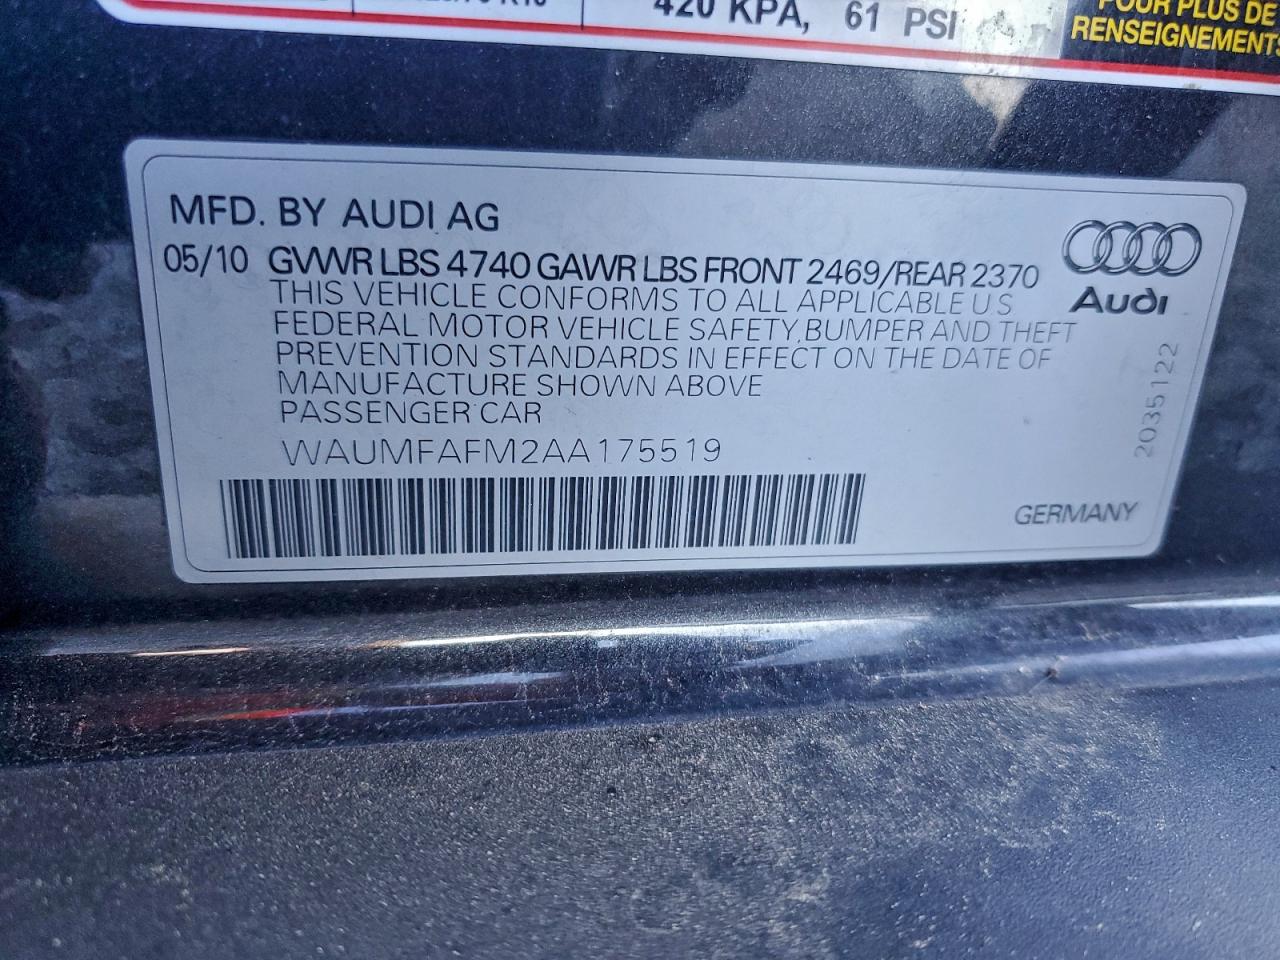 420 KPA, 61 PSI
POUR PLUS DE
RENSEIGNEMENTS
MFD. BY AUDI AG
05/10 GVWR LBS 4740 GAWR LBS FRONT 2469/REAR 2370
THIS VEHICLE CONFORMS TO ALL APPLICABLE U.S
FEDERAL MOTOR VEHICLE SAFETY, BUMPER AND THEFT
PREVENTION STANDARDS IN EFFECT ON THE DATE OF
MANUFACTURE SHOWN ABOVE
PASSENGER CAR
WAUMFAFM2AA175519
Audi
2035122
GERMANY